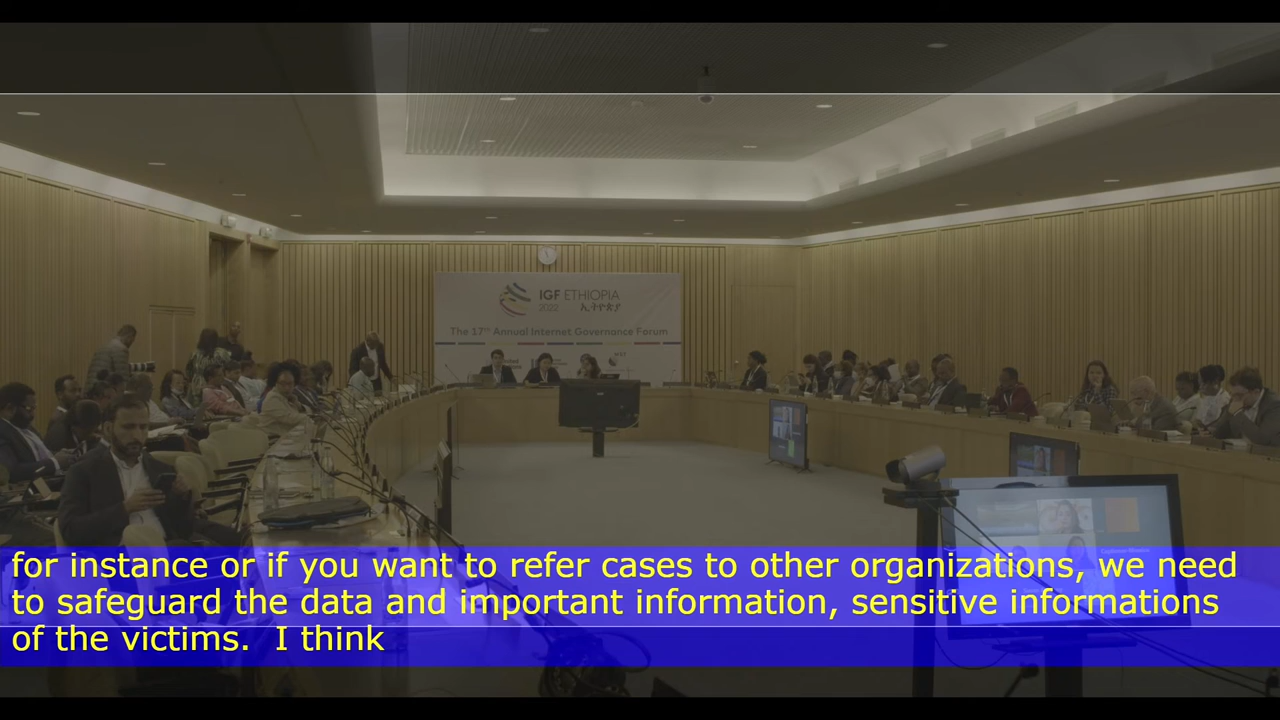 IGF ETHIOPIA
2022 ኢትዮጵያ
The 17th Annual Internet Governance Forum
for instance or if you want to refer cases to other organizations, we need
to safeguard the data and important information, sensitive informations
of the victims.  I think